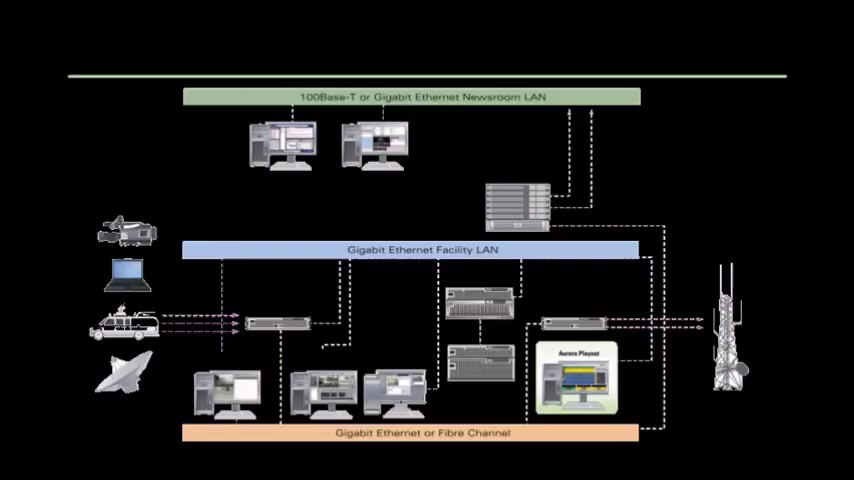 100Base-T or Gigabit Ethernet Newsroom LAN
Gigabit Ethernet Facility LAN
Aurora Playout
Gigabit Ethernet or Fibre Channel